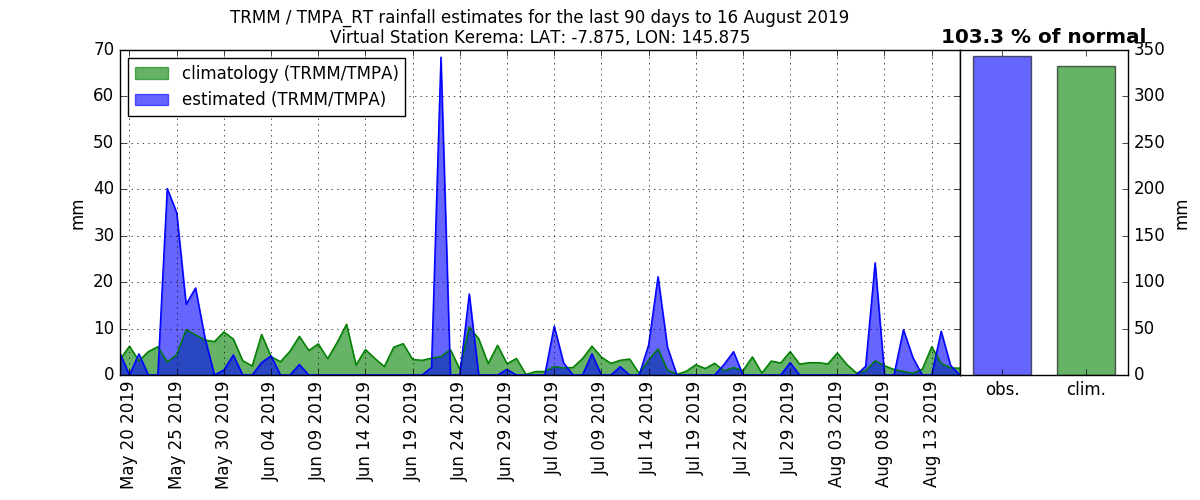 TRMM / TMPA_RT rainfall estimates for the last 90 days to 16 August 2019
Virtual Station Kerema: LAT: -7.875, LON: 145.875
103.3 % of normal
climatology (TRMM/TMPA)
estimated (TRMM/TMPA)
70
60
50
40
30
20
10
0
mm
350
300
250
200
150
100
50
0
mm
May 20 2019
May 25 2019
May 30 2019
Jun 04 2019
Jun 09 2019
Jun 14 2019
Jun 19 2019
Jun 24 2019
Jun 29 2019
Jul 04 2019
Jul 09 2019
Jul 14 2019
Jul 19 2019
Jul 24 2019
Jul 29 2019
Aug 03 2019
Aug 08 2019
Aug 13 2019
obs.
clim.